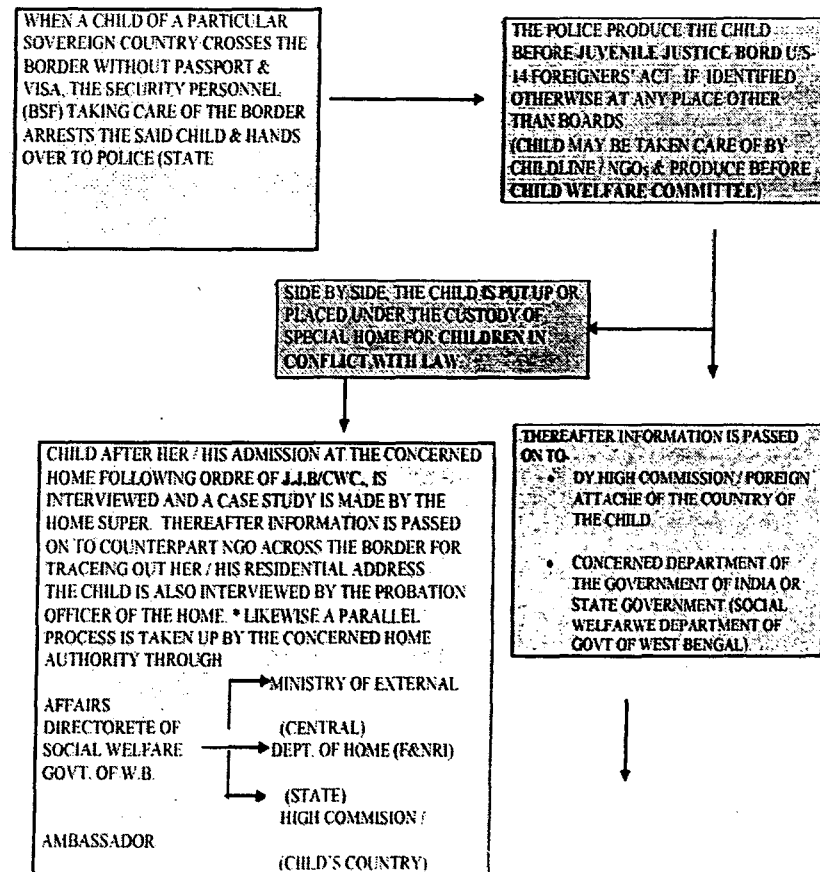 WHEN A CHILD OF A PARTICULAR
SOVEREIGN COUNTRY CROSSES THE
BORDER WITHOUT PASSPORT &
VISA, THE SECURITY PERSONNEL
(BSF) TAKING CARE OF THE BORDER
ARRESTS THE SAID CHILD & HANDS
OVER TO POLICE (STATE
THE POLICE PRODUCE THE CHILD
BEFORE JUVENILE JUSTICE BORD U/S-
14 FOREIGNERS' ACT. IF IDENTIFIED
OTHERWISE AT ANY PLACE OTHER
THAN BOARDS
(CHILD MAY BE TAKEN CARE OF BY
CHILDLINE / NGOs & PRODUCE BEFORE
CHILD WELFARE COMMITTEE)
SIDE BY SIDE, THE CHILD IS PUT UP OR
PLACED UNDER THE CUSTODY OF
SPECIAL HOME FOR CHILDREN IN
CONFLICT WITH LAW.
CHILD AFTER HER / HIS ADMISSION AT THE CONCERNED
HOME FOLLOWING ORDRE OF J.J.B/CWC, IS
INTERVIEWED AND A CASE STUDY IS MADE BY THE
HOME SUPER. THEREAFTER INFORMATION IS PASSED
ON TO COUNTERPART NGO ACROSS THE BORDER FOR
TRACEING OUT HER / HIS RESIDENTIAL ADDRESS
THE CHILD IS ALSO INTERVIEWED BY THE PROBATION
OFFICER OF THE HOME. * LIKEWISE A PARALLEL
PROCESS IS TAKEN UP BY THE CONCERNED HOME
AUTHORITY THROUGH
MINISTRY OF EXTERNAL
AFFAIRS
(CENTRAL)
DIRECTORETE OF
SOCIAL WELFARE
DEPT. OF HOME (F&NRI)
GOVT. OF W.B.
(STATE)
HIGH COMMISION /
AMBASSADOR
(CHILD'S COUNTRY)
THEREAFTER INFORMATION IS PASSED
ON TO-
• DY. HIGH COMMISSION / FOREIGN
ATTACHE OF THE COUNTRY OF
THE CHILD
• CONCERNED DEPARTMENT OF
THE GOVERNMENT OF INDIA OR
STATE GOVERNMENT (SOCIAL
WELFARWE DEPARTMENT OF
GOVT OF WEST BENGAL)